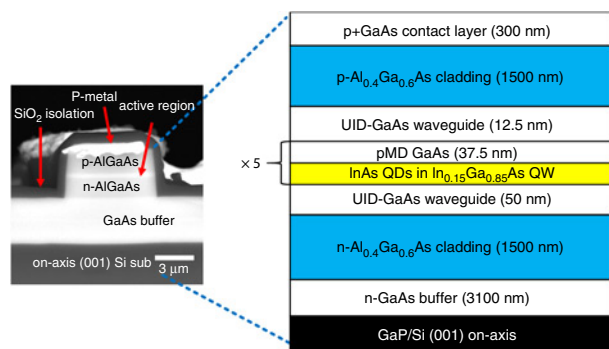 P-metal
SiO2 isolation
active region
p-AlGaAs
n-AlGaAs
GaAs buffer
on-axis (001) Si sub
3 μm
p+GaAs contact layer (300 nm)
p-Al0.4Ga0.6As cladding (1500 nm)
UID-GaAs waveguide (12.5 nm)
× 5
pMD GaAs (37.5 nm)
InAs QDs in In0.15Ga0.85As QW
UID-GaAs waveguide (50 nm)
n-Al0.4Ga0.6As cladding (1500 nm)
n-GaAs buffer (3100 nm)
GaP/Si (001) on-axis